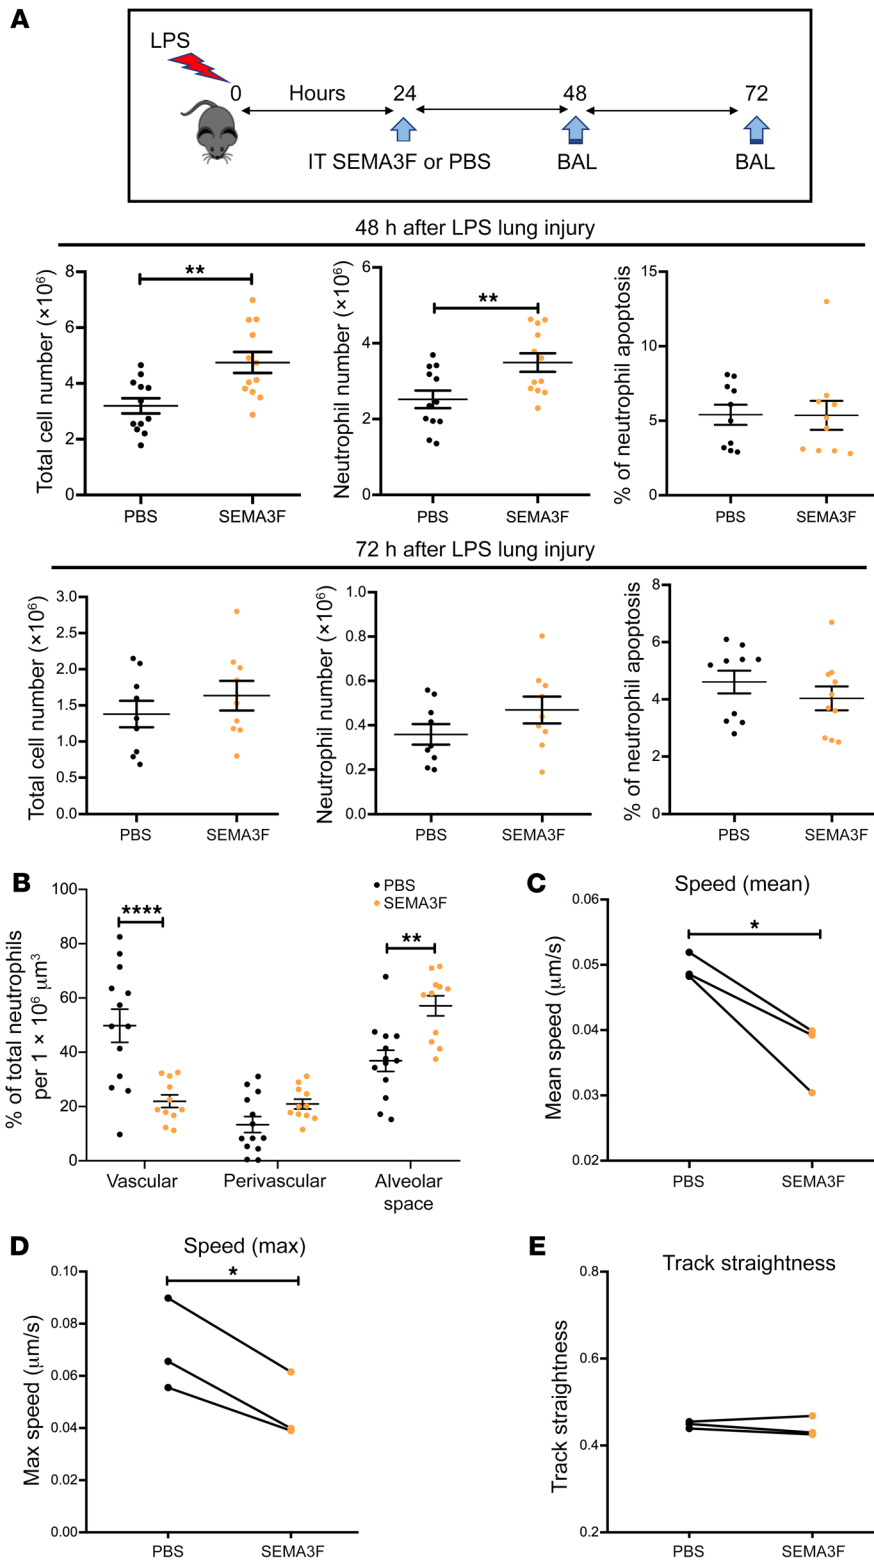 A
LPS
0 Hours 24 48 72
IT SEMA3F or PBS BAL BAL
48 h after LPS lung injury
Total cell number (×10⁶)
8
6
4
2
0
PBS SEMA3F
**
Neutrophil number (×10⁶)
6
4
2
0
PBS SEMA3F
**
% of neutrophil apoptosis
15
10
5
0
PBS SEMA3F
72 h after LPS lung injury
Total cell number (×10⁶)
3.0
2.5
2.0
1.5
1.0
0.5
0.0
PBS SEMA3F
Neutrophil number (×10⁶)
1.0
0.8
0.6
0.4
0.2
0.0
PBS SEMA3F
% of neutrophil apoptosis
8
6
4
2
0
PBS SEMA3F
B
% of total neutrophils
per 1 × 10⁶ μm³
100
80
60
40
20
0
****
**
PBS
SEMA3F
Vascular Perivascular Alveolar
space
C
Speed (mean)
Mean speed (μm/s)
0.06
0.05
0.04
0.03
0.02
*
PBS SEMA3F
D
Speed (max)
Max speed (μm/s)
0.10
0.08
0.06
0.04
0.02
0.00
*
PBS SEMA3F
E
Track straightness
Track straightness
0.8
0.6
0.4
0.2
PBS SEMA3F